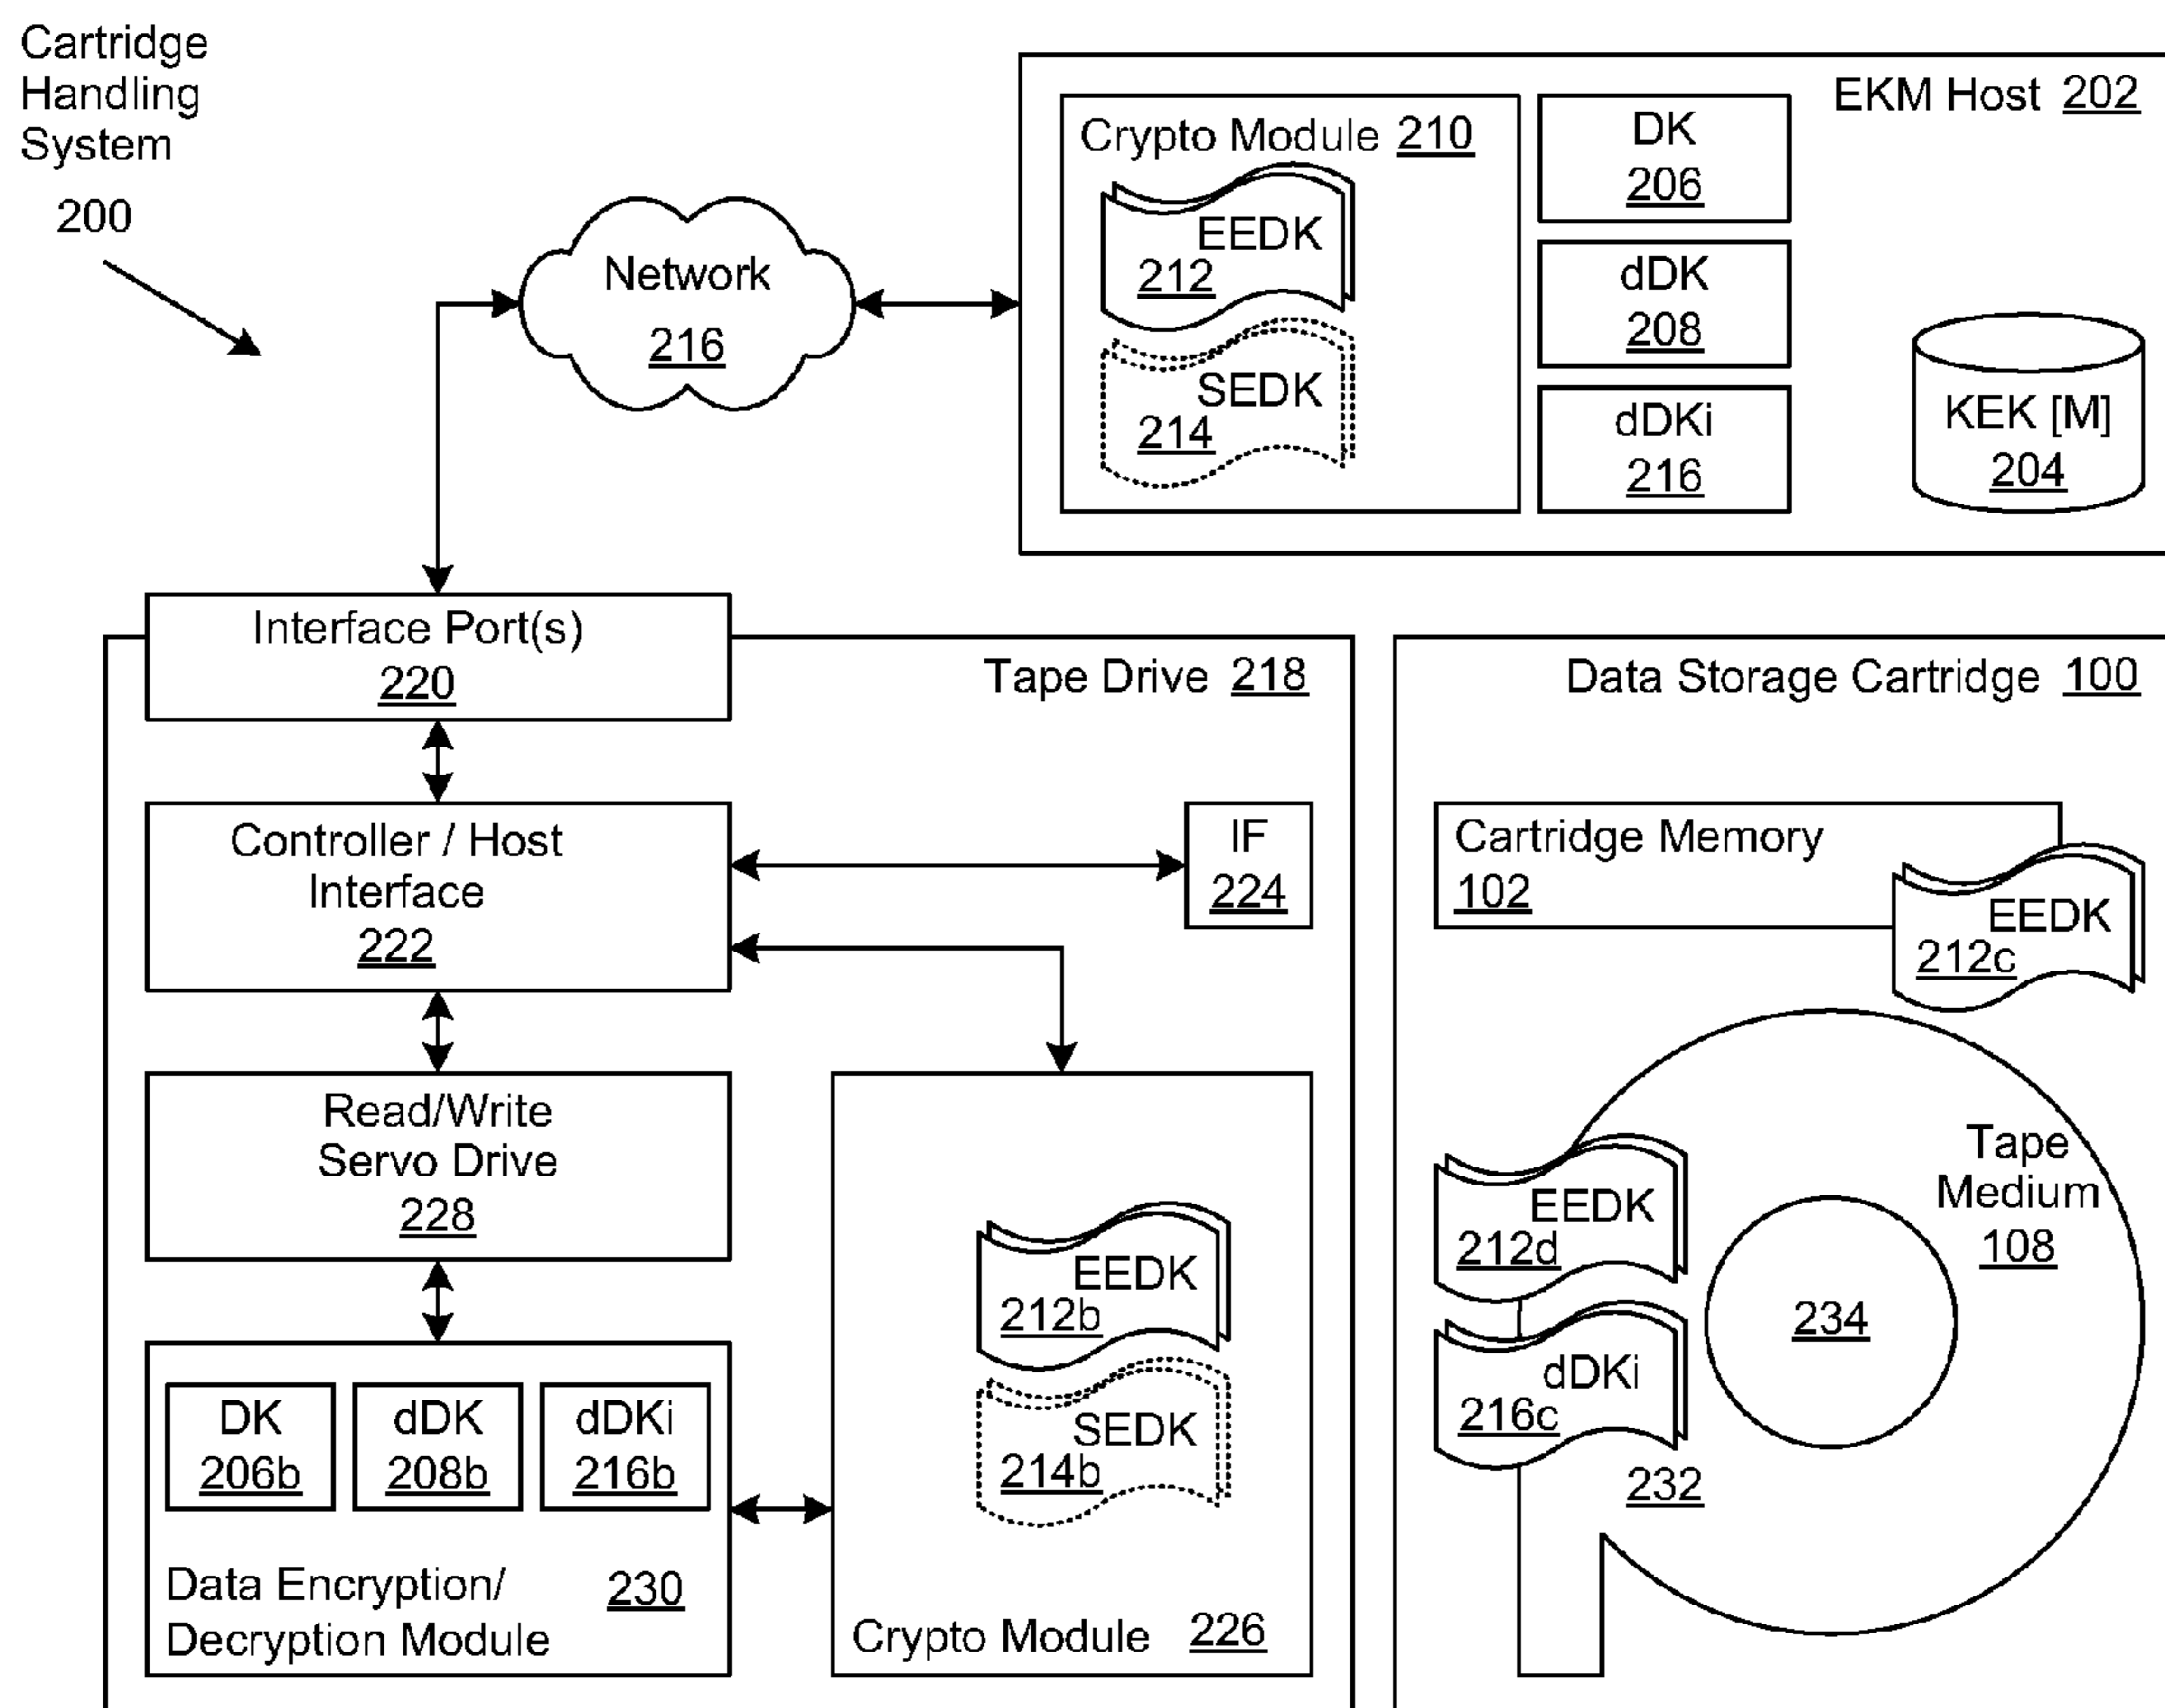 Cartridge
Handling
System
200
EKM Host 202
Crypto Module 210
EEDK
212
SEDK
214
DK
206
dDK
208
dDKi
216
KEK [M]
204
Network
216
Interface Port(s)
220
Tape Drive 218
Controller / Host
Interface
222
IF
224
Read/Write
Servo Drive
228
DK
206b
dDK
208b
dDKi
216b
Data Encryption/
Decryption Module
230
EEDK
212b
SEDK
214b
Crypto Module 226
Data Storage Cartridge 100
Cartridge Memory
102
EEDK
212c
Tape
Medium
108
EEDK
212d
dDKi
216c
234
232